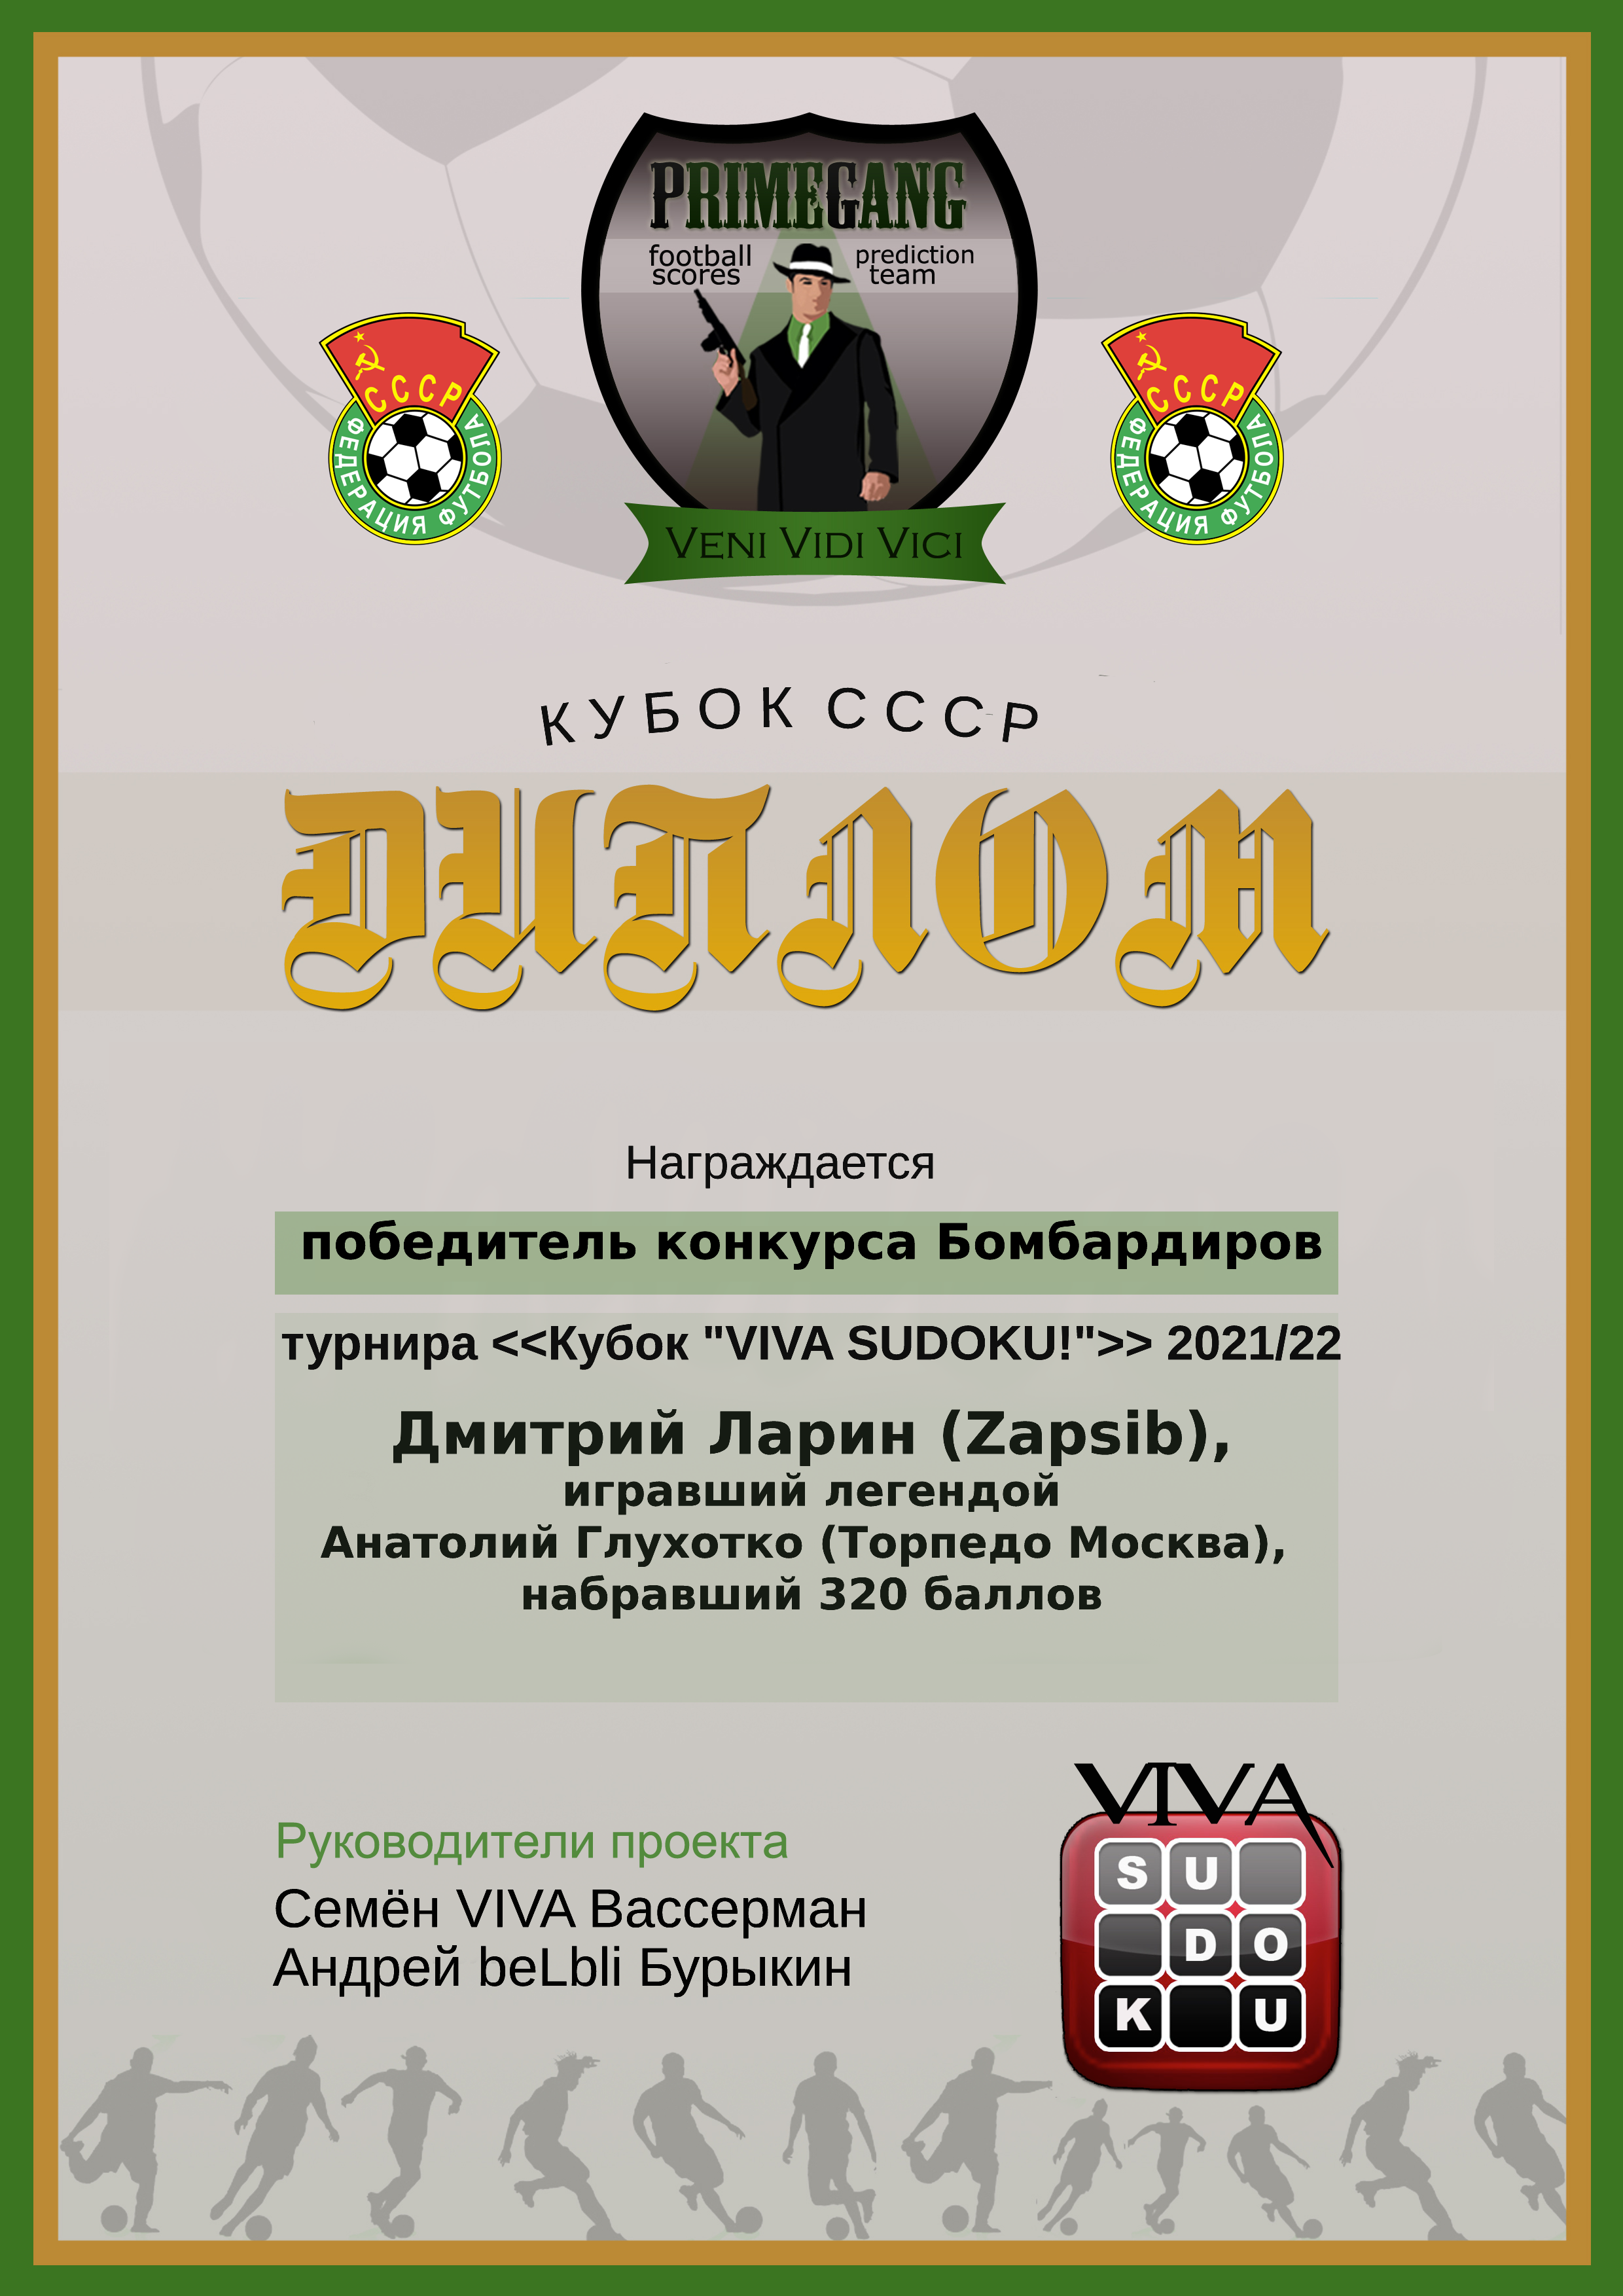 PRIMEGANG
football scores
prediction team
СССР
ФЕДЕРАЦИЯ ФУТБОЛА
СССР
ФЕДЕРАЦИЯ ФУТБОЛА
VENI VIDI VICI
КУБОК СССР
ДИПЛОМ
Награждается
победитель конкурса Бомбардиров
турнира <<Кубок "VIVA SUDOKU!">> 2021/22
Дмитрий Ларин (Zapsib),
игравший легендой
Анатолий Глухотко (Торпедо Москва),
набравший 320 баллов
VIVA
S U
D O
K U
Руководители проекта
Семён VIVA Вассерман
Андрей beLbli Бурыкин